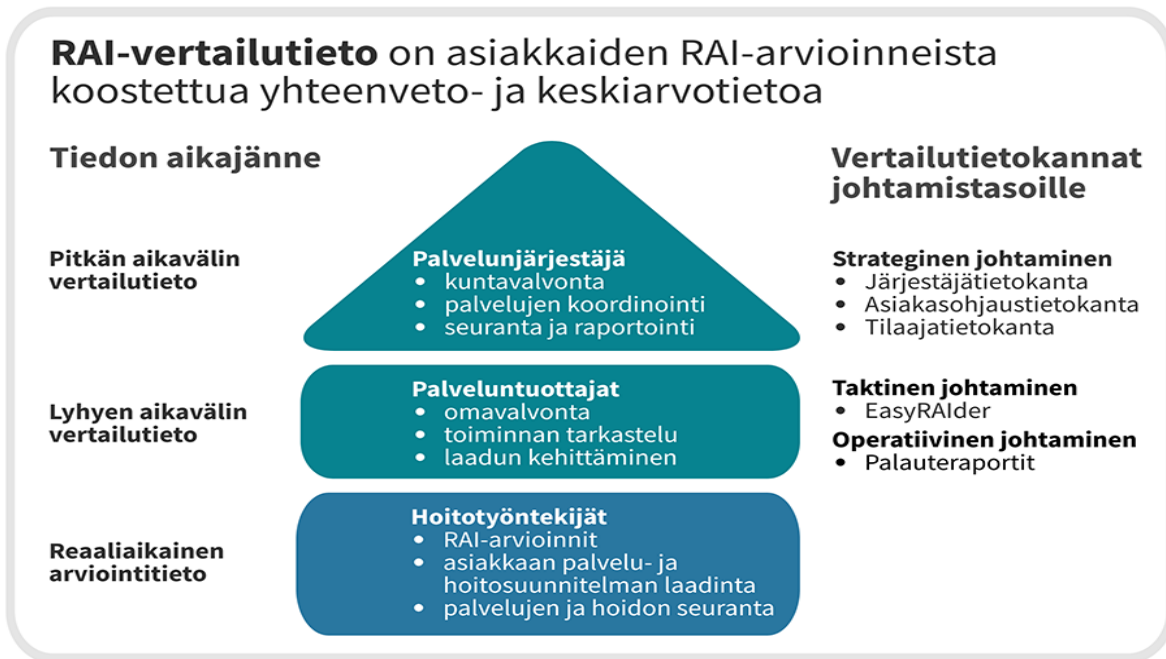 RAI-vertailutieto on asiakkaiden RAI-arvioinneista
koostettua yhteenveto- ja keskiarvotietoa
Tiedon aikajänne
Vertailutietokannat
johtamistasoille
Pitkän aikavälin
vertailutieto
Palvelunjärjestäjä
• kuntavalvonta
• palvelujen koordinointi
• seuranta ja raportointi
Strateginen johtaminen
• Järjestäjätietokanta
• Asiakasohjaustietokanta
• Tilaajatietokanta
Lyhyen aikavälin
vertailutieto
Palveluntuottajat
• omavalvonta
• toiminnan tarkastelu
• laadun kehittäminen
Taktinen johtaminen
• EasyRAIder
Operatiivinen johtaminen
• Palauteraportit
Reaaliaikainen
arviointitieto
Hoitotyöntekijät
• RAI-arvioinnit
• asiakkaan palvelu- ja
hoitosuunnitelman laadinta
• palvelujen ja hoidon seuranta